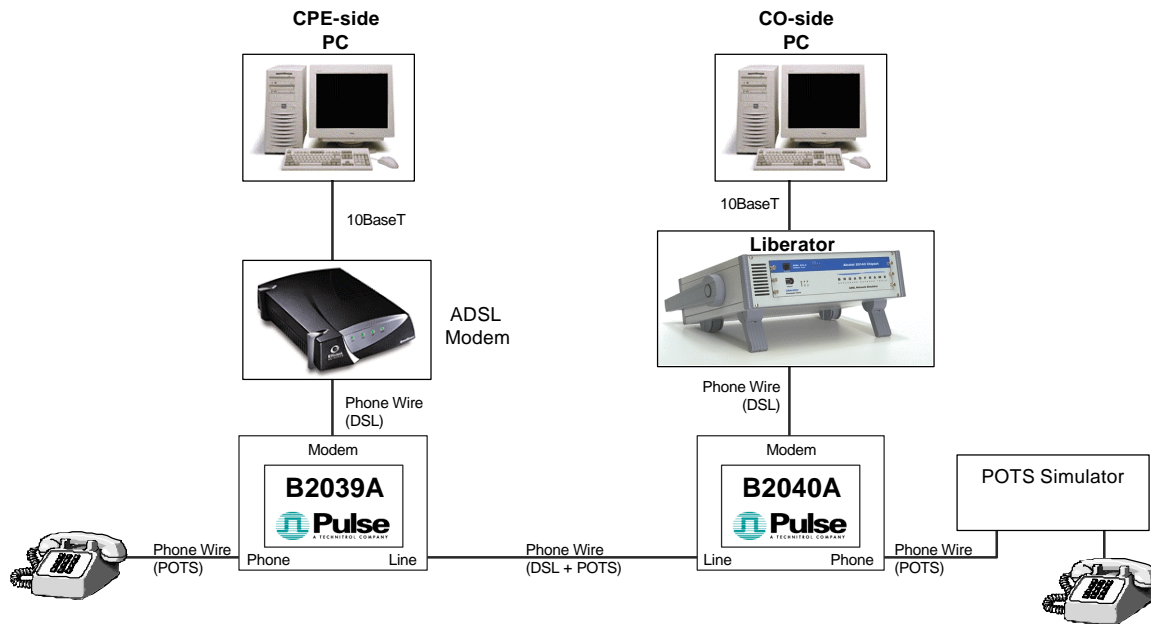 CPE-side
PC
CO-side
PC
10BaseT
10BaseT
Liberator
ADSL
Modem
Phone Wire
(DSL)
Phone Wire
(DSL)
Modem
B2039A
Pulse
A TECHNITROL COMPANY
Phone
Line
Modem
B2040A
Pulse
A TECHNITROL COMPANY
Line
Phone
POTS Simulator
Phone Wire
(POTS)
Phone Wire
(DSL + POTS)
Phone Wire
(POTS)